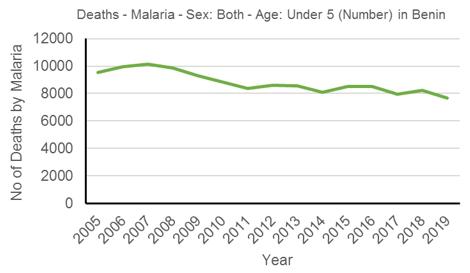 Deaths - Malaria - Sex: Both - Age: Under 5 (Number) in Benin
12000
10000
8000
6000
4000
2000
0
No of Deaths by Malaria
2005 2006 2007 2008 2009 2010 2011 2012 2013 2014 2015 2016 2017 2018 2019
Year